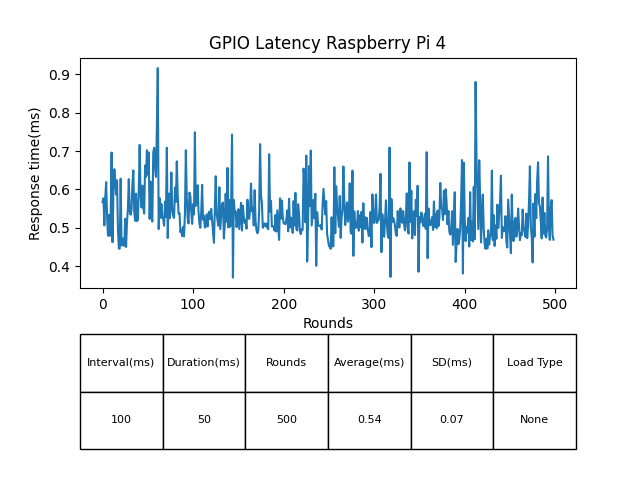 GPIO Latency Raspberry Pi 4
Response time(ms)
0.9
0.8
0.7
0.6
0.5
0.4
0 100 200 300 400 500
Rounds
Interval(ms) Duration(ms) Rounds Average(ms) SD(ms) Load Type
100 50 500 0.54 0.07 None